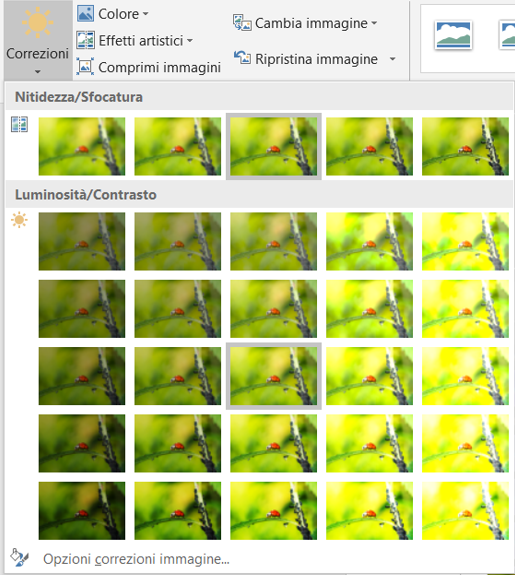 Correzioni
Colore
Effetti artistici
Comprimi immagini
Cambia immagine
Ripristina immagine
Nitidezza/Sfocatura
Luminosità/Contrasto
Opzioni correzioni immagine...